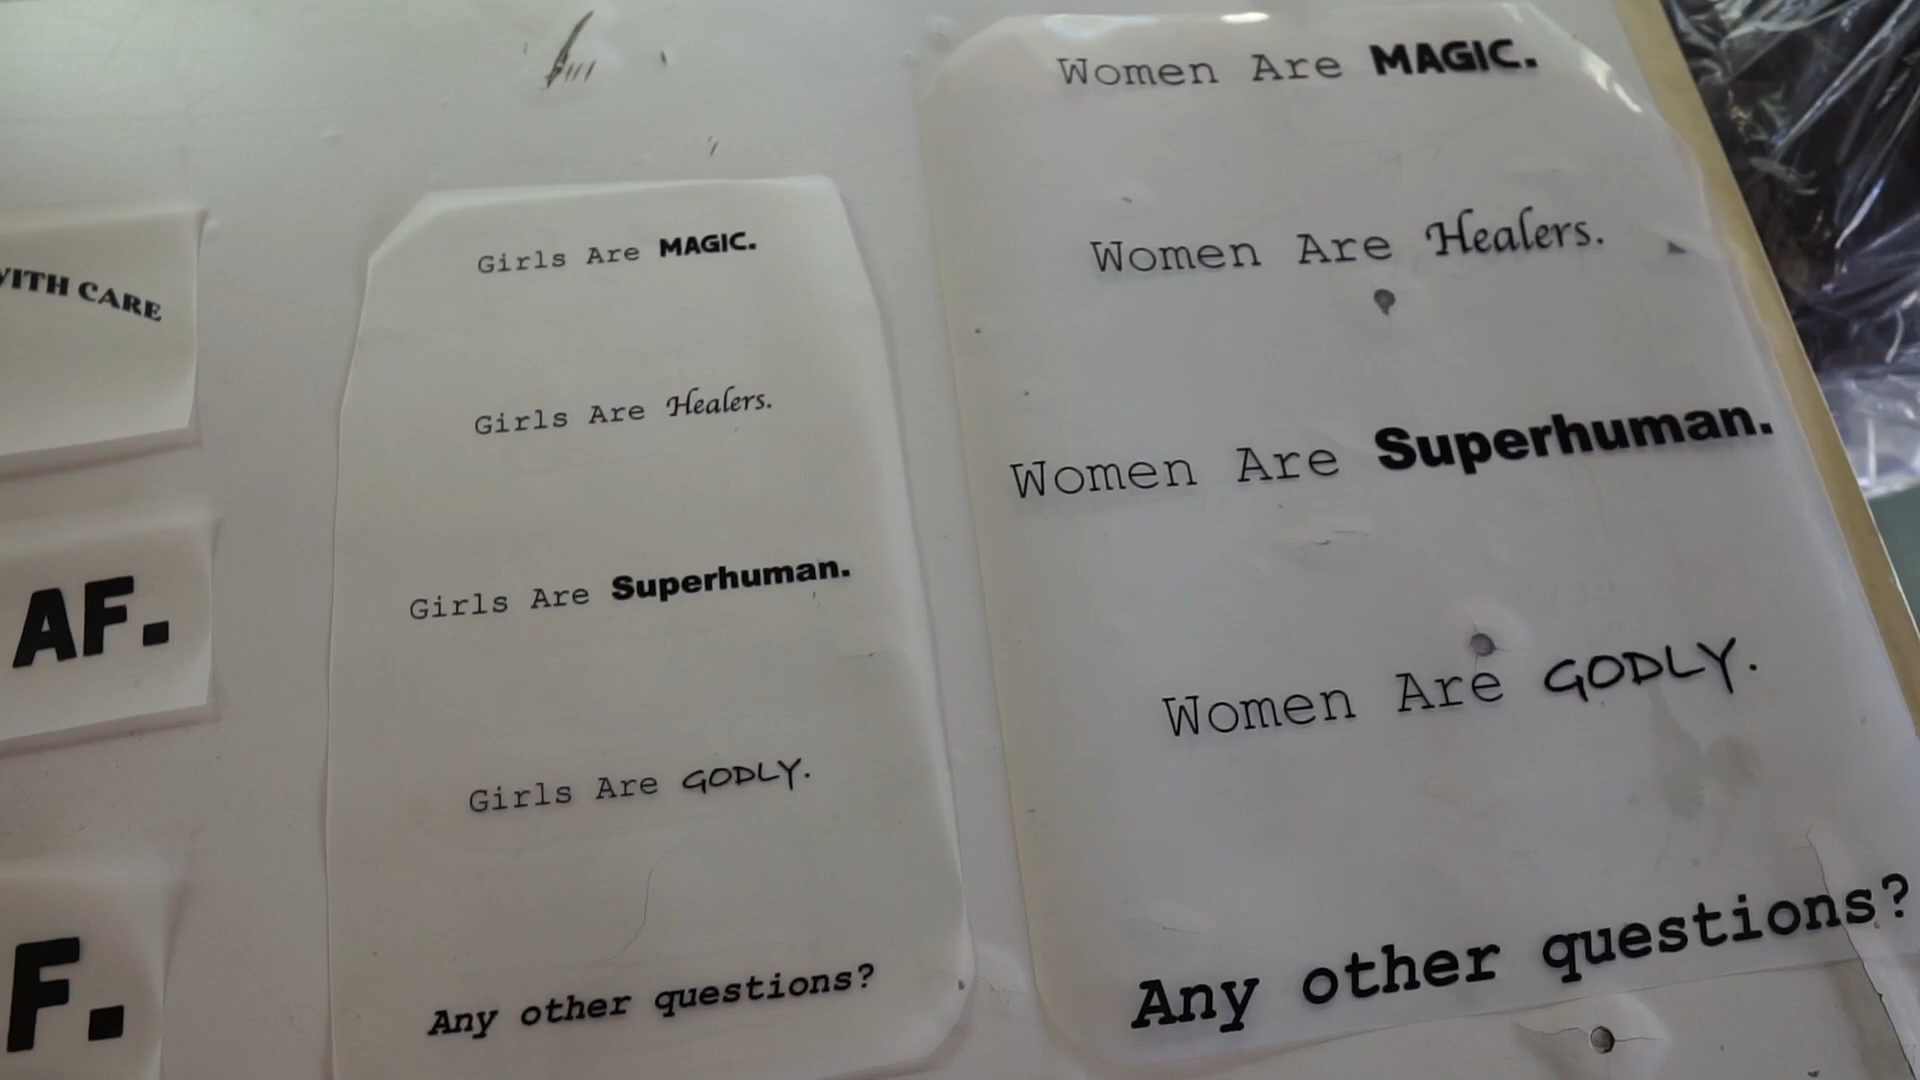 WITH CARE
AF.
F.
Girls Are MAGIC.
Girls Are Healers.
Girls Are Superhuman.
Girls Are GODLY.
Any other questions?
Women Are MAGIC.
Women Are Healers.
Women Are Superhuman.
Women Are GODLY.
Any other questions?